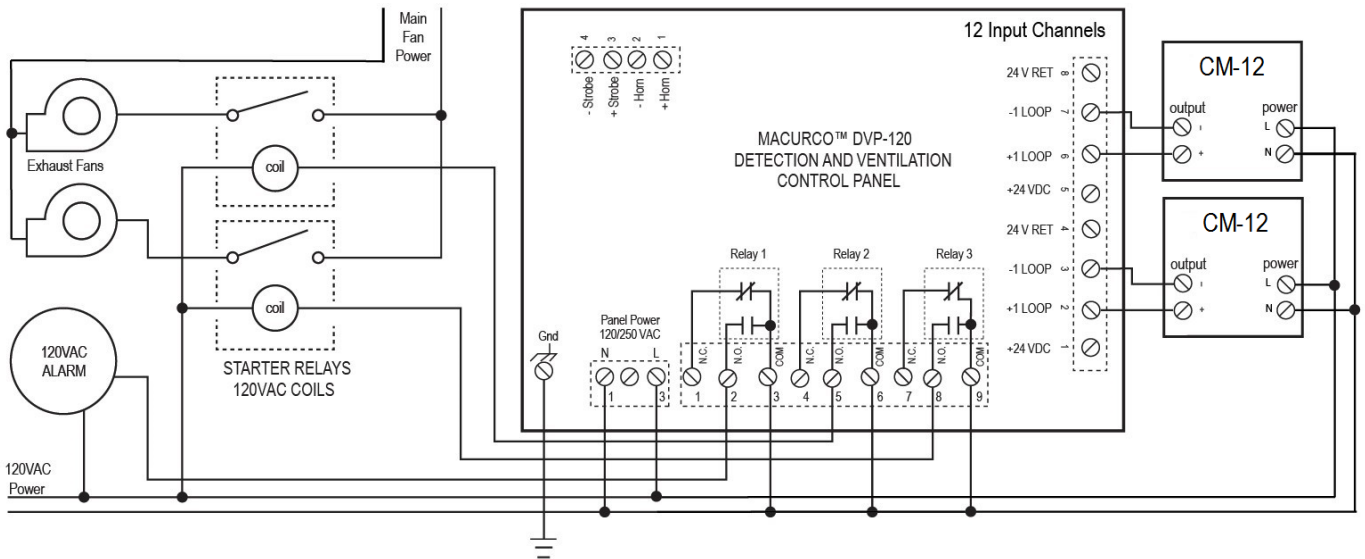 Main
Fan
Power
Exhaust Fans
coil
coil
STARTER RELAYS
120VAC COILS
120VAC
ALARM
120VAC
Power
4
3
2
1
- Strobe
+ Strobe
- Horn
+ Horn
12 Input Channels
MACURCO™ DVP-120
DETECTION AND VENTILATION
CONTROL PANEL
24 V RET 8
-1 LOOP 7
+1 LOOP 6
+24 VDC 5
24 V RET 4
-1 LOOP 3
+1 LOOP 2
+24 VDC 1
Gnd
Panel Power
120/250 VAC
N L
1 3
Relay 1
Relay 2
Relay 3
N.C. N.O. COM
N.C. N.O. COM
N.C. N.O. COM
1 2 3 4 5 6 7 8 9
CM-12
output power
- L
+ N
CM-12
output power
- L
+ N